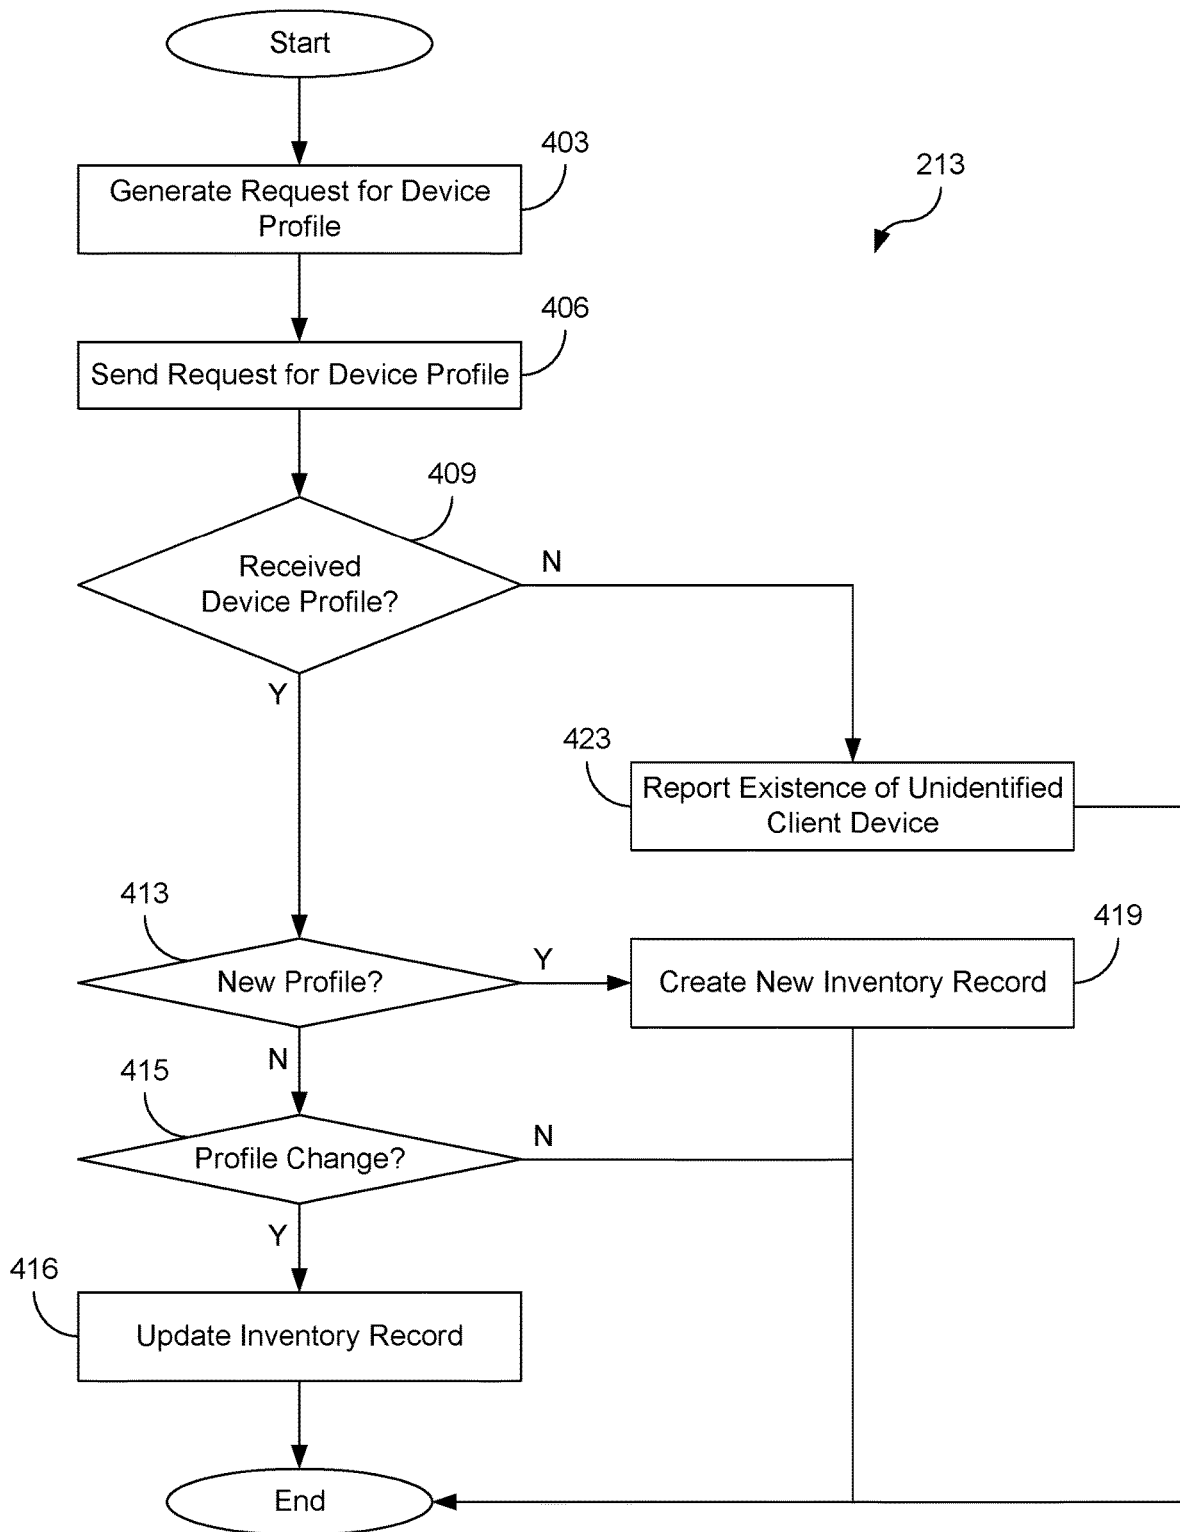 Start
403
Generate Request for Device
Profile
213
406
Send Request for Device Profile
409
Received
Device Profile?
N
Y
423
Report Existence of Unidentified
Client Device
413
New Profile?
Y
419
Create New Inventory Record
N
415
Profile Change?
N
Y
416
Update Inventory Record
End